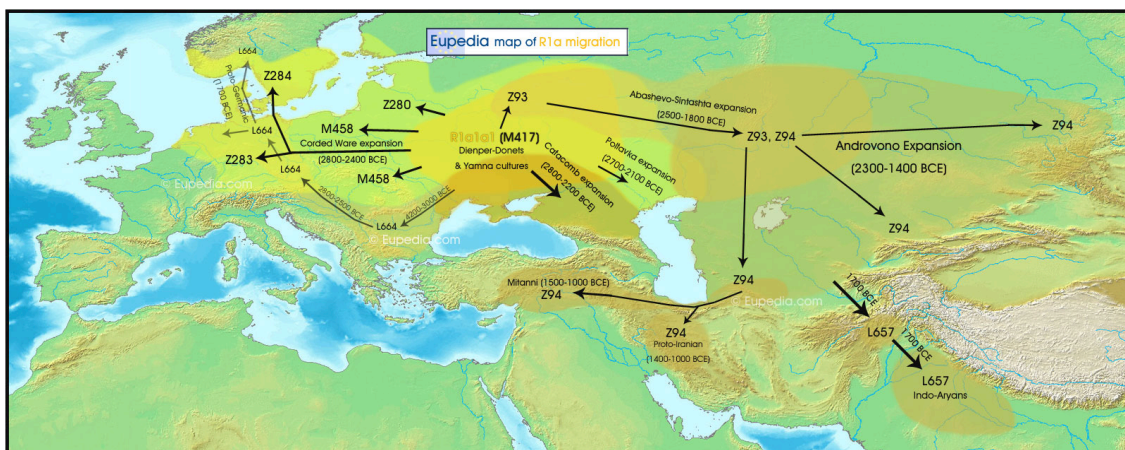 Eupedia map of R1a migration
L664
Z284
Proto-Germanic
(1700 BCE)
L664
Z283
L664
Z280
M458
Corded Ware expansion
(2800-2400 BCE)
M458
Z93
R1a1a1 (M417)
Dienper-Donets
& Yamna cultures
Catacomb expansion
(2800-2200 BCE)
Poltavka expansion
(2700-2100 BCE)
Abashevo-Sintashta expansion
(2500-1800 BCE)
Z93, Z94
Z94
Androvono Expansion
(2300-1400 BCE)
Z94
© Eupedia.com
2800-2500 BCE
4200-3000 BCE
L664
© Eupedia.com
Z94
© Eupedia.com
Mitanni (1500-1000 BCE)
Z94
Z94
Proto-Iranian
(1400-1000 BCE)
1700 BCE
L657
1700 BCE
L657
Indo-Aryans